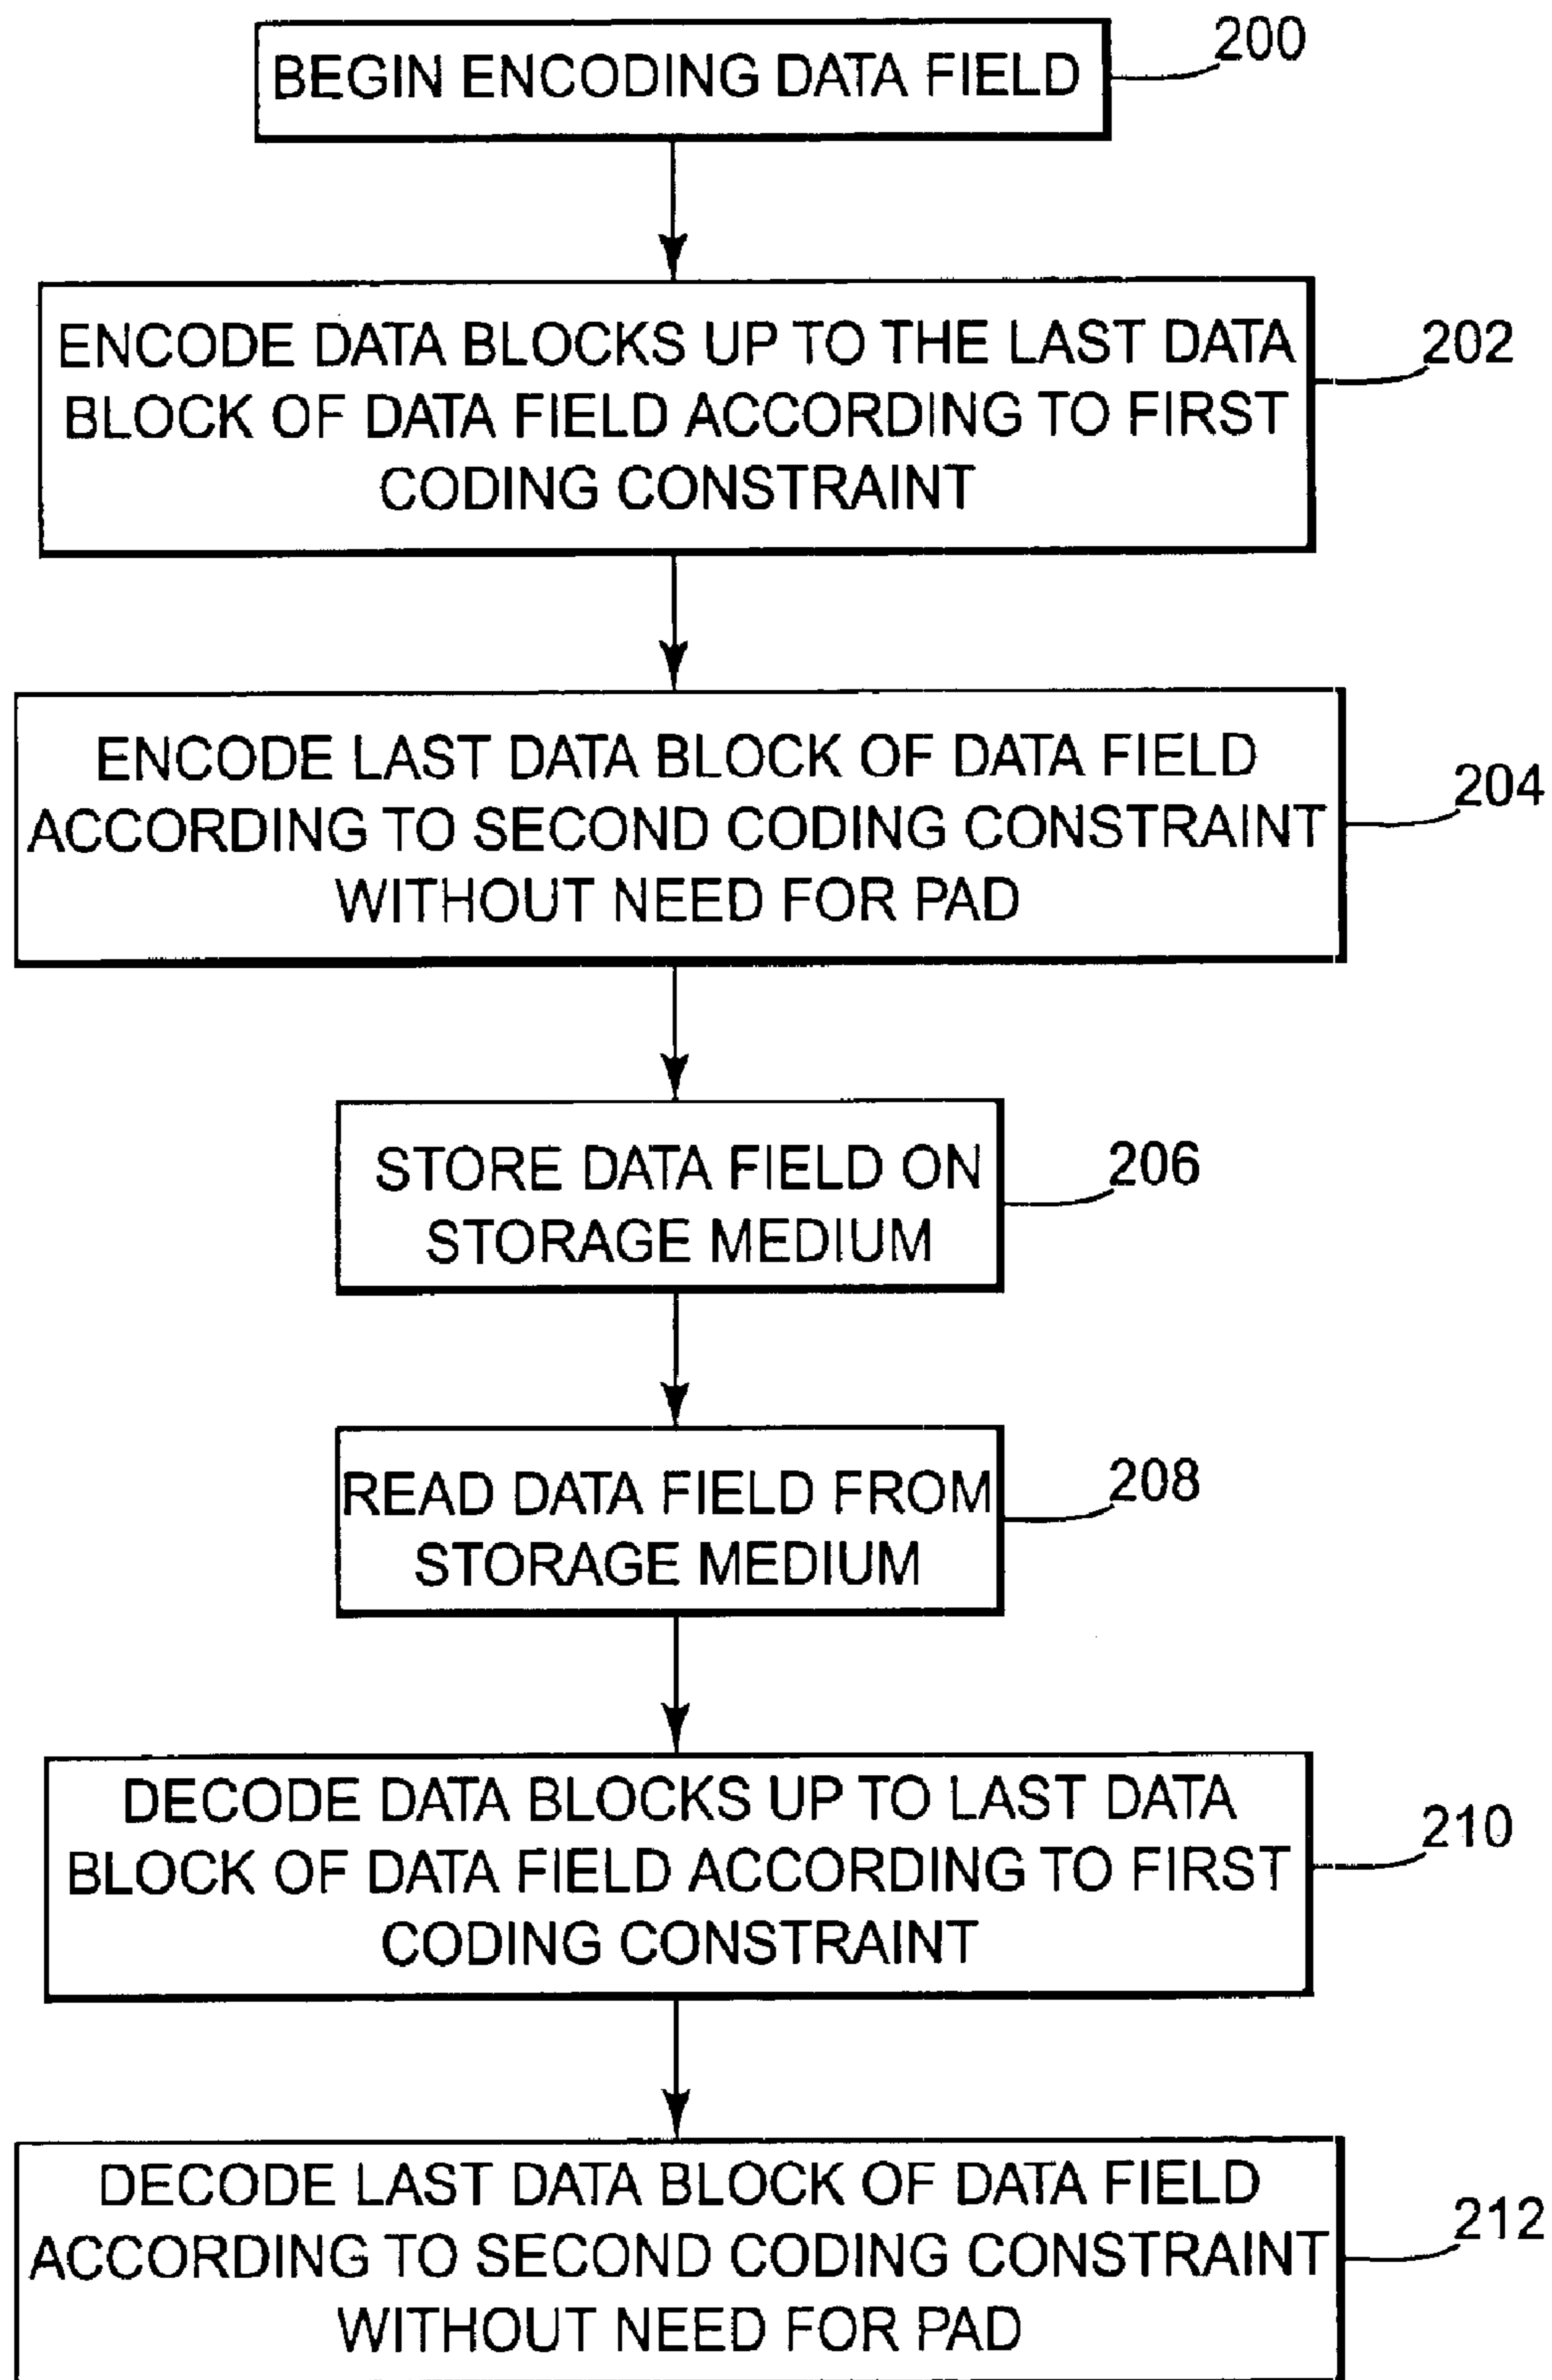 BEGIN ENCODING DATA FIELD
200
ENCODE DATA BLOCKS UP TO THE LAST DATA
BLOCK OF DATA FIELD ACCORDING TO FIRST
CODING CONSTRAINT
202
ENCODE LAST DATA BLOCK OF DATA FIELD
ACCORDING TO SECOND CODING CONSTRAINT
WITHOUT NEED FOR PAD
204
STORE DATA FIELD ON
STORAGE MEDIUM
206
READ DATA FIELD FROM
STORAGE MEDIUM
208
DECODE DATA BLOCKS UP TO LAST DATA
BLOCK OF DATA FIELD ACCORDING TO FIRST
CODING CONSTRAINT
210
DECODE LAST DATA BLOCK OF DATA FIELD
ACCORDING TO SECOND CODING CONSTRAINT
WITHOUT NEED FOR PAD
212